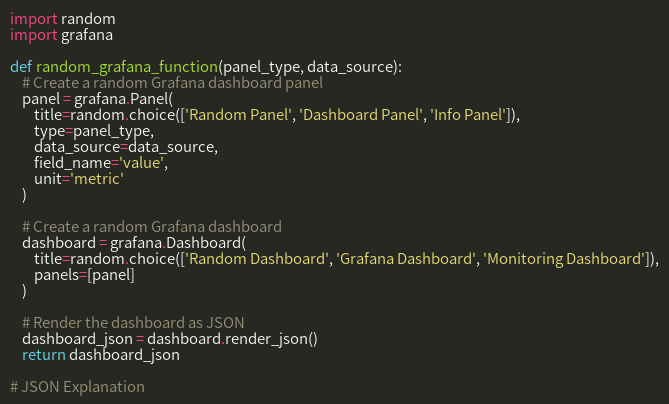 import random
import grafana
def random_grafana_function(panel_type, data_source):
# Create a random Grafana dashboard panel
panel = grafana.Panel(
title=random.choice(['Random Panel', 'Dashboard Panel', 'Info Panel']),
type=panel_type,
data_source=data_source,
field_name='value',
unit='metric'
)
# Create a random Grafana dashboard
dashboard = grafana.Dashboard(
title=random.choice(['Random Dashboard', 'Grafana Dashboard', 'Monitoring Dashboard']),
panels=[panel]
)
# Render the dashboard as JSON
dashboard_json = dashboard.render_json()
return dashboard_json
# JSON Explanation